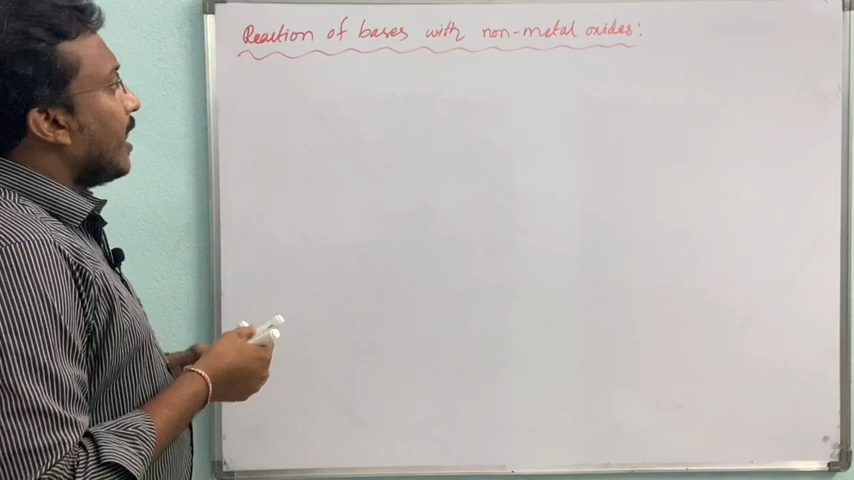 Reaction of bases with non-metal oxides: